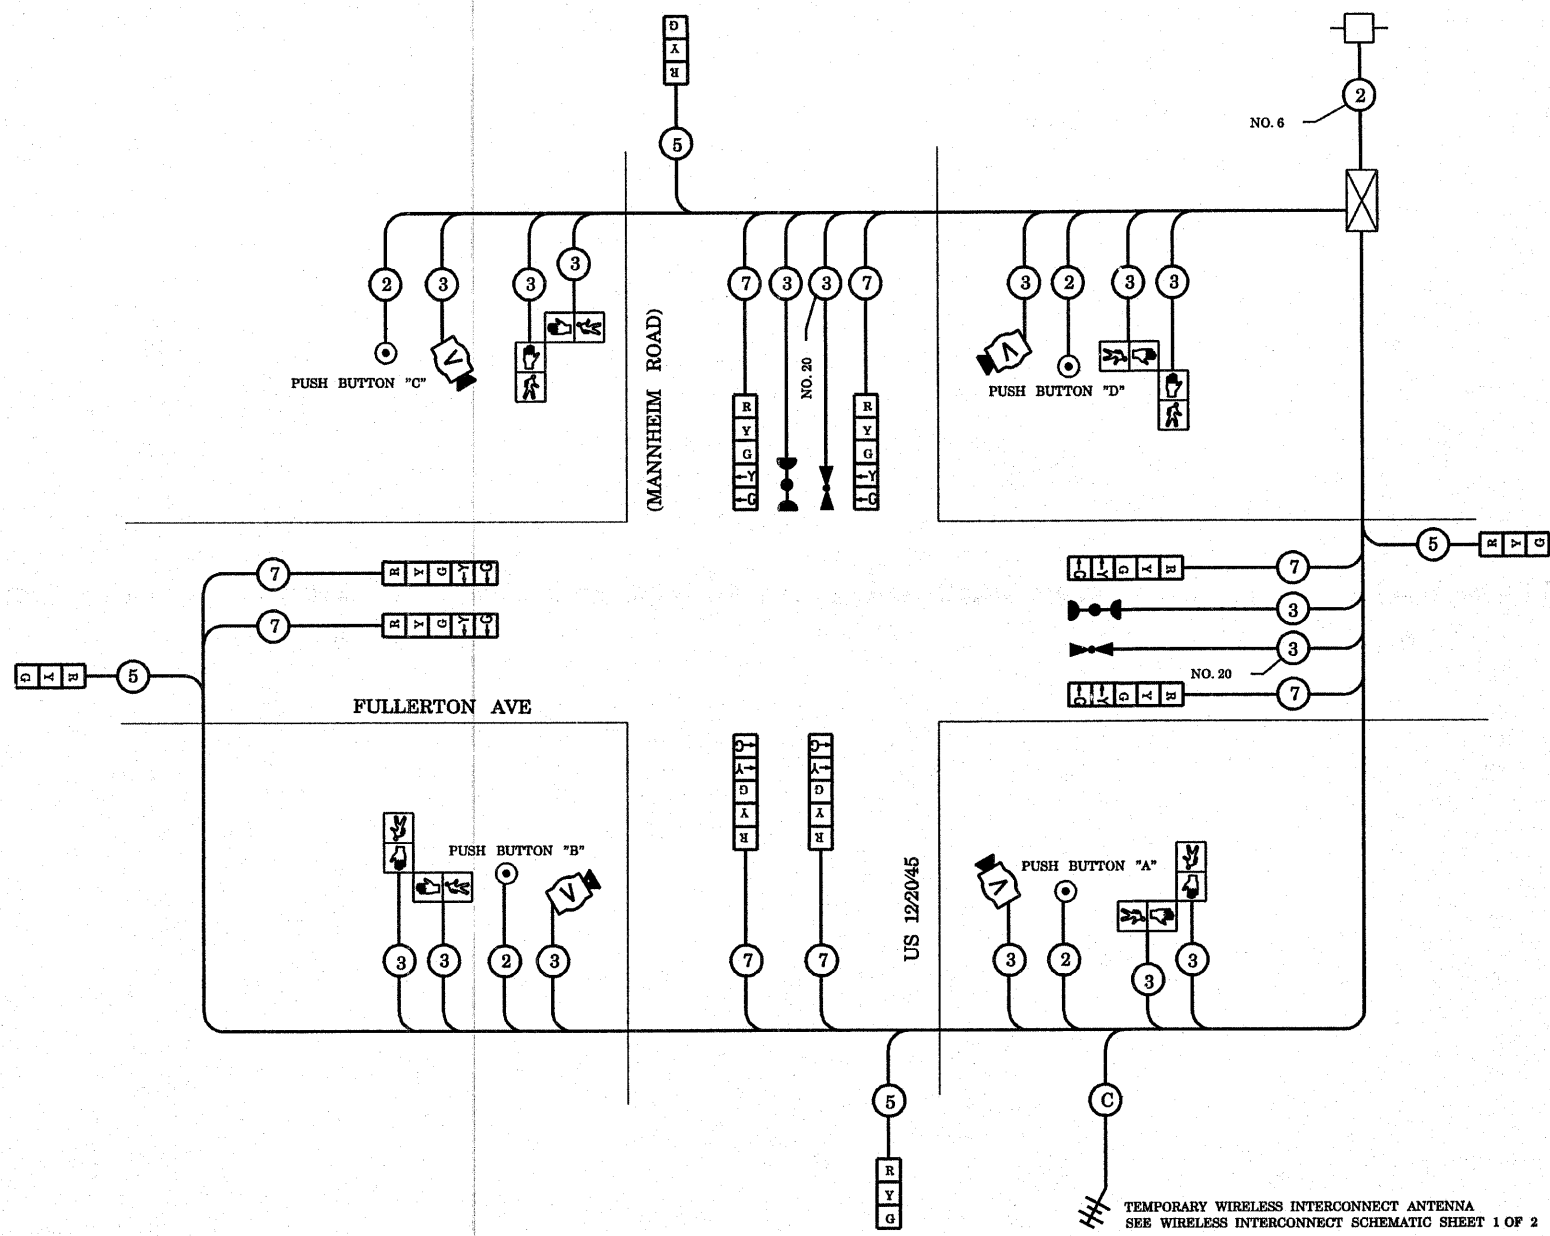 G
Y
R
5
2
NO. 6
2
3
3
3
7
3
3
7
3
2
3
3
NO. 20
PUSH BUTTON "C"
PUSH BUTTON "D"
V
V
(MANNHEIM ROAD)
R
Y
G
Y
G
R
Y
G
Y
G
7
R Y G Y G
7
R Y G Y G
G Y R
5
FULLERTON AVE
G Y G Y R
7
5
R Y G
3
3
NO. 20
G Y G Y R
7
G
Y
G
Y
R
G
Y
G
Y
R
PUSH BUTTON "B"
V
3
3
2
3
7
7
US 12/20/45
PUSH BUTTON "A"
V
3
2
3
3
5
R
Y
G
C
TEMPORARY WIRELESS INTERCONNECT ANTENNA
SEE WIRELESS INTERCONNECT SCHEMATIC SHEET 1 OF 2